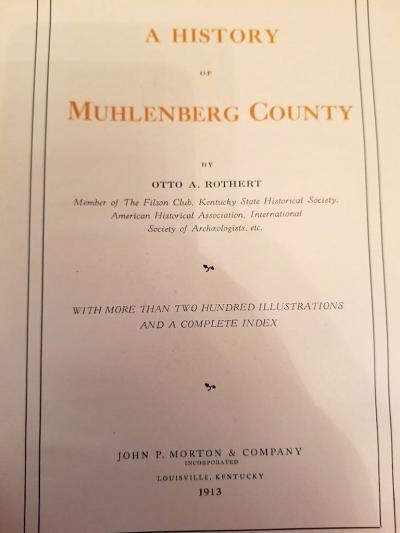 A HISTORY
OF
MUHLENBERG COUNTY
BY
OTTO A. ROTHERT
Member of The Filson Club, Kentucky State Historical Society,
American Historical Association, International
Society of Archæologists, etc.
WITH MORE THAN TWO HUNDRED ILLUSTRATIONS
AND A COMPLETE INDEX
JOHN P. MORTON & COMPANY
INCORPORATED
LOUISVILLE, KENTUCKY
1913